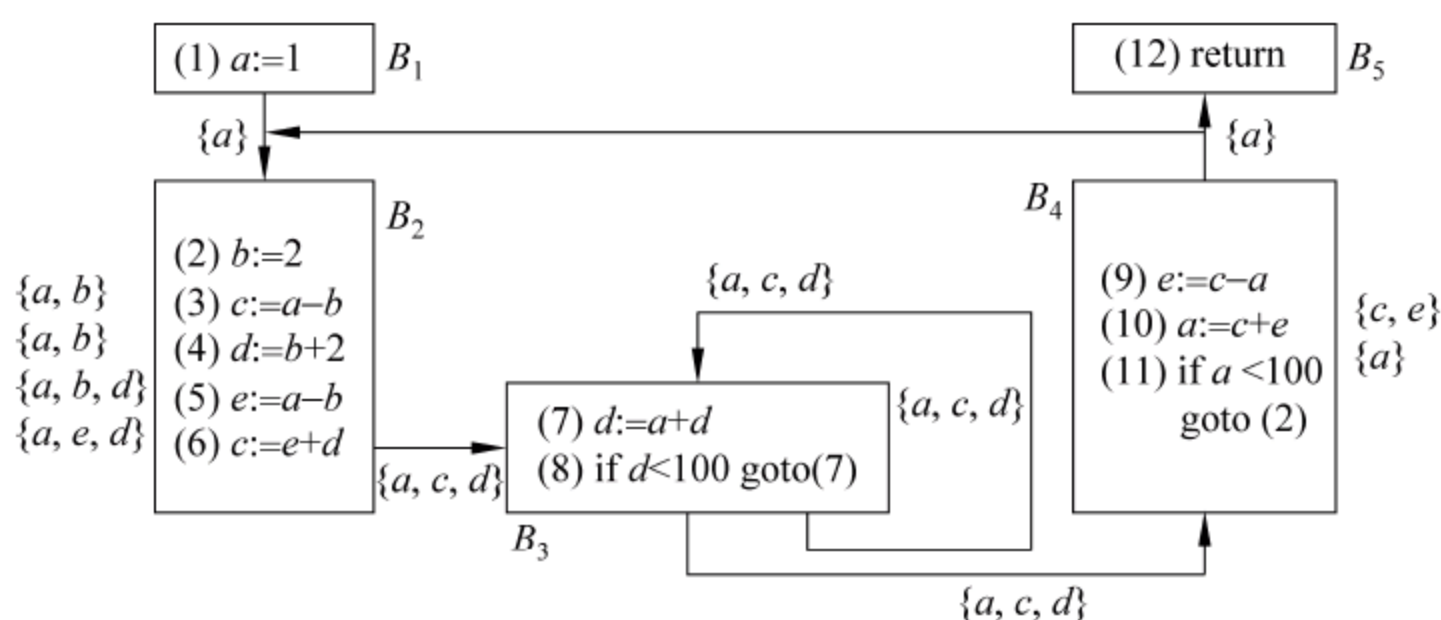 (1) a:=1
B1
{a}
{a, b}
{a, b}
{a, b, d}
{a, e, d}
(2) b:=2
(3) c:=a–b
(4) d:=b+2
(5) e:=a–b
(6) c:=e+d
B2
{a, c, d}
{a, c, d}
(7) d:=a+d
(8) if d<100 goto(7)
{a, c, d}
B3
{a, c, d}
B4
(9) e:=c–a
(10) a:=c+e
(11) if a <100
goto (2)
{c, e}
{a}
{a}
(12) return
B5